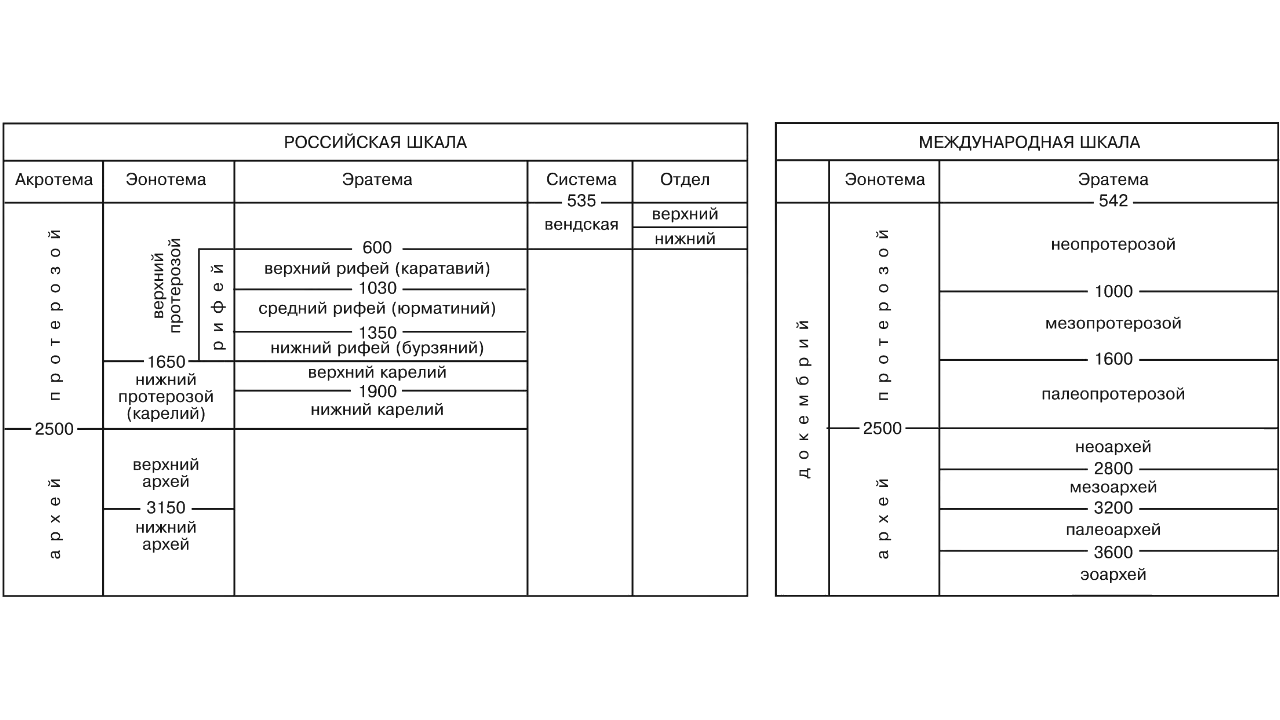 РОССИЙСКАЯ ШКАЛА
Акротема
Эонотема
Эратема
Система
Отдел
535
протерозой
верхний
протерозой
рифей
вендская
верхний
нижний
600
верхний рифей (каратавий)
1030
средний рифей (юрматиний)
1350
нижний рифей (бурзяний)
1650
нижний
протерозой
(карелий)
верхний карелий
1900
нижний карелий
2500
архей
верхний
архей
3150
нижний
архей
МЕЖДУНАРОДНАЯ ШКАЛА
Эонотема
Эратема
542
докембрий
протерозой
неопротерозой
1000
мезопротерозой
1600
палеопротерозой
2500
архей
неоархей
2800
мезоархей
3200
палеоархей
3600
эоархей